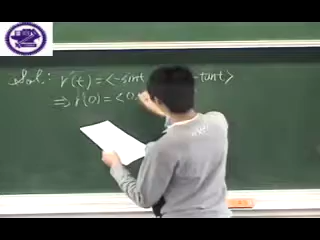 Sol: r'(t) = <-sint -tant>
⇒ r'(0) = <0,